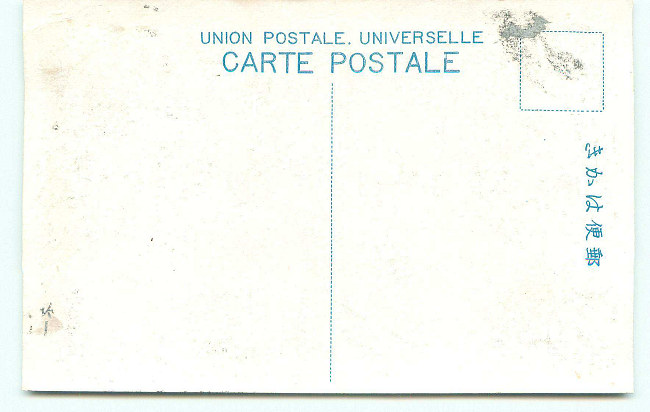 UNION POSTALE. UNIVERSELLE
CARTE POSTALE
郵便はかき